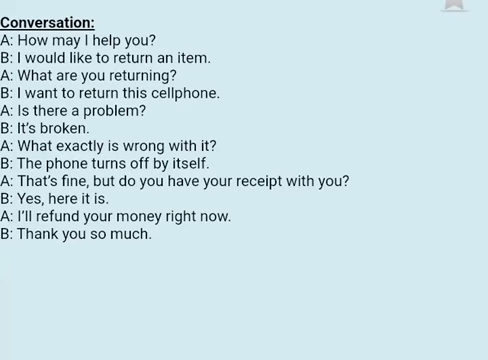 Conversation:
A: How may I help you?
B: I would like to return an item.
A: What are you returning?
B: I want to return this cellphone.
A: Is there a problem?
B: It’s broken.
A: What exactly is wrong with it?
B: The phone turns off by itself.
A: That’s fine, but do you have your receipt with you?
B: Yes, here it is.
A: I’ll refund your money right now.
B: Thank you so much.